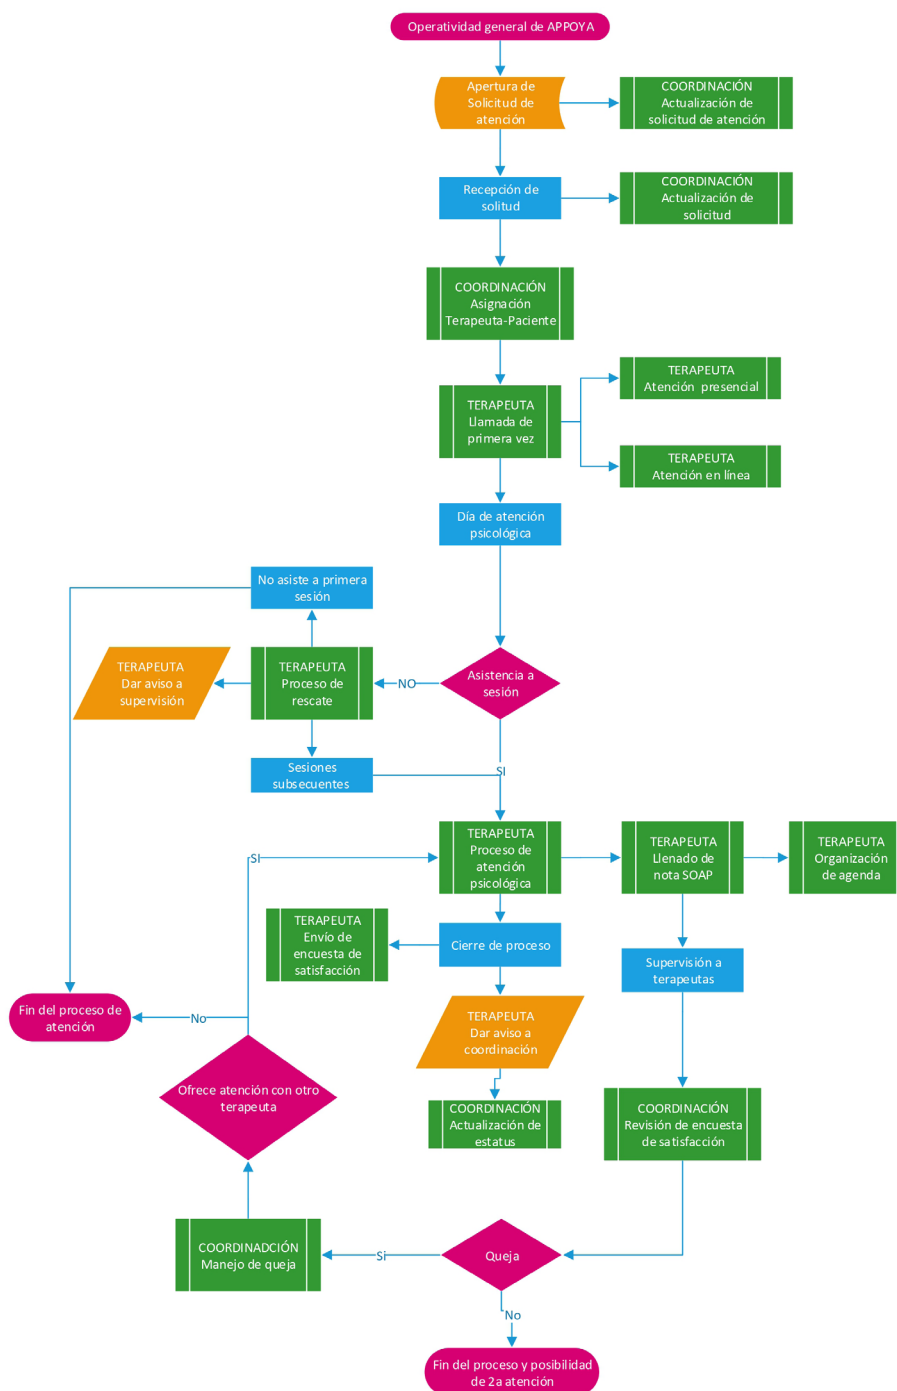 Operatividad general de APPOYA
Apertura de
Solicitud de
atención
COORDINACIÓN
Actualización de
solicitud de atención
Recepción de
solitud
COORDINACIÓN
Actualización de
solicitud
COORDINACIÓN
Asignación
Terapeuta-Paciente
TERAPEUTA
Atención presencial
TERAPEUTA
Llamada de
primera vez
TERAPEUTA
Atención en línea
Día de atención
psicológica
No asiste a primera
sesión
TERAPEUTA
Dar aviso a
supervisión
TERAPEUTA
Proceso de
rescate
NO
Asistencia a
sesión
Sesiones
subsecuentes
SI
SI
TERAPEUTA
Proceso de
atención
psicológica
TERAPEUTA
Llenado de
nota SOAP
TERAPEUTA
Organización
de agenda
TERAPEUTA
Envío de
encuesta de
satisfacción
Cierre de proceso
Supervisión a
terapeutas
Fin del proceso de
atención
No
TERAPEUTA
Dar aviso a
coordinación
Ofrece atención con otro
terapeuta
COORDINACIÓN
Actualización de
estatus
COORDINACIÓN
Revisión de encuesta
de satisfacción
COORDINADCIÓN
Manejo de queja
Si
Queja
No
Fin del proceso y posibilidad
de 2a atención